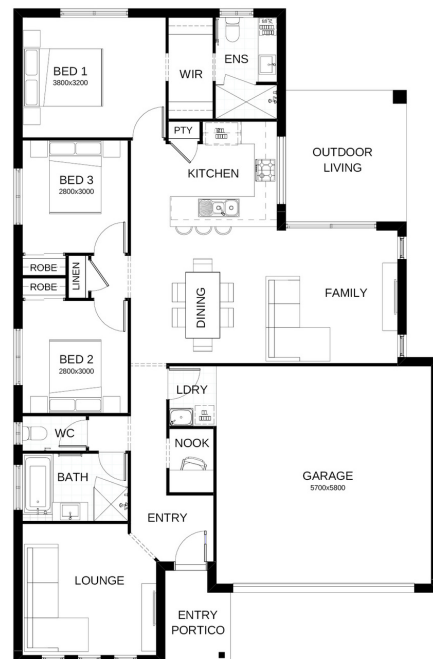 BED 1
3800x3200
WIR
ENS
PTY
KITCHEN
OUTDOOR
LIVING
BED 3
2800x3000
ROBE
LINEN
ROBE
DINING
FAMILY
BED 2
2800x3000
LDRY
WC
NOOK
BATH
GARAGE
5700x5800
ENTRY
LOUNGE
ENTRY
PORTICO